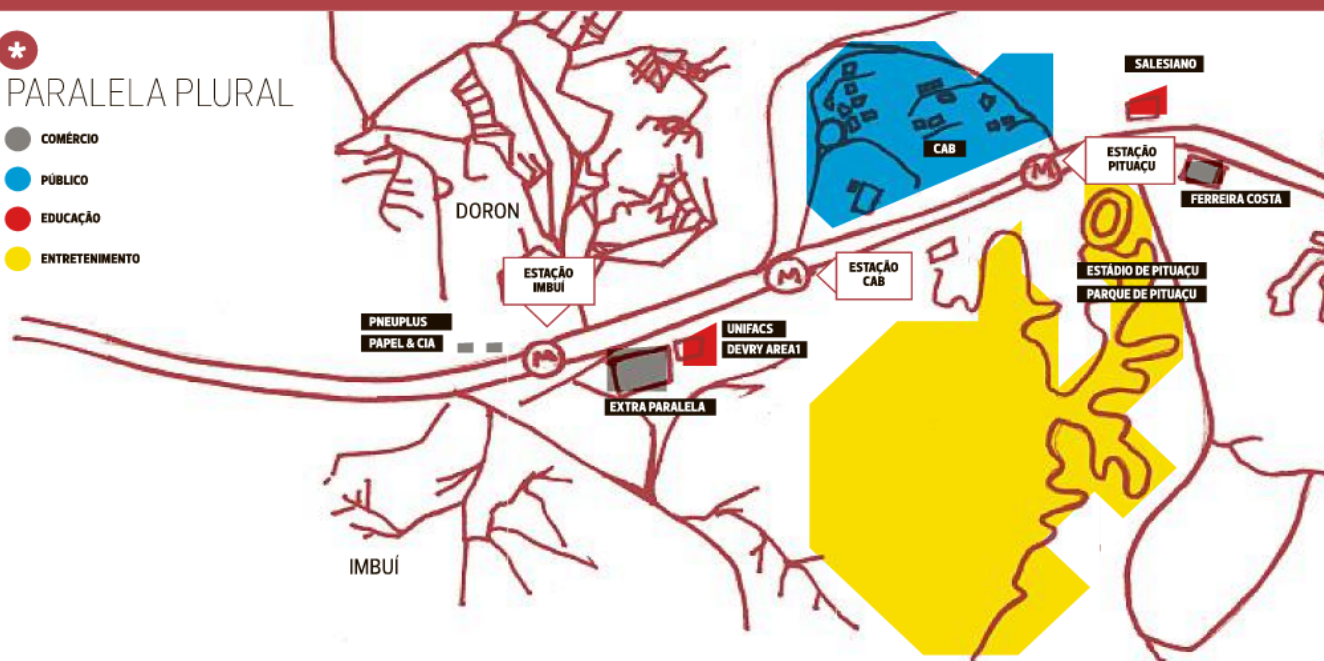 *
PARALELA PLURAL
COMÉRCIO
PÚBLICO
EDUCAÇÃO
ENTRETENIMENTO
SALESIANO
CAB
ESTAÇÃO
PITUAÇU
M
FERREIRA COSTA
DORON
ESTAÇÃO
IMBUÍ
M
ESTAÇÃO
CAB
ESTÁDIO DE PITUAÇU
PARQUE DE PITUAÇU
PNEUPLUS
PAPEL & CIA
M
UNIFACS
DEVRY AREA1
EXTRA PARALELA
IMBUÍ